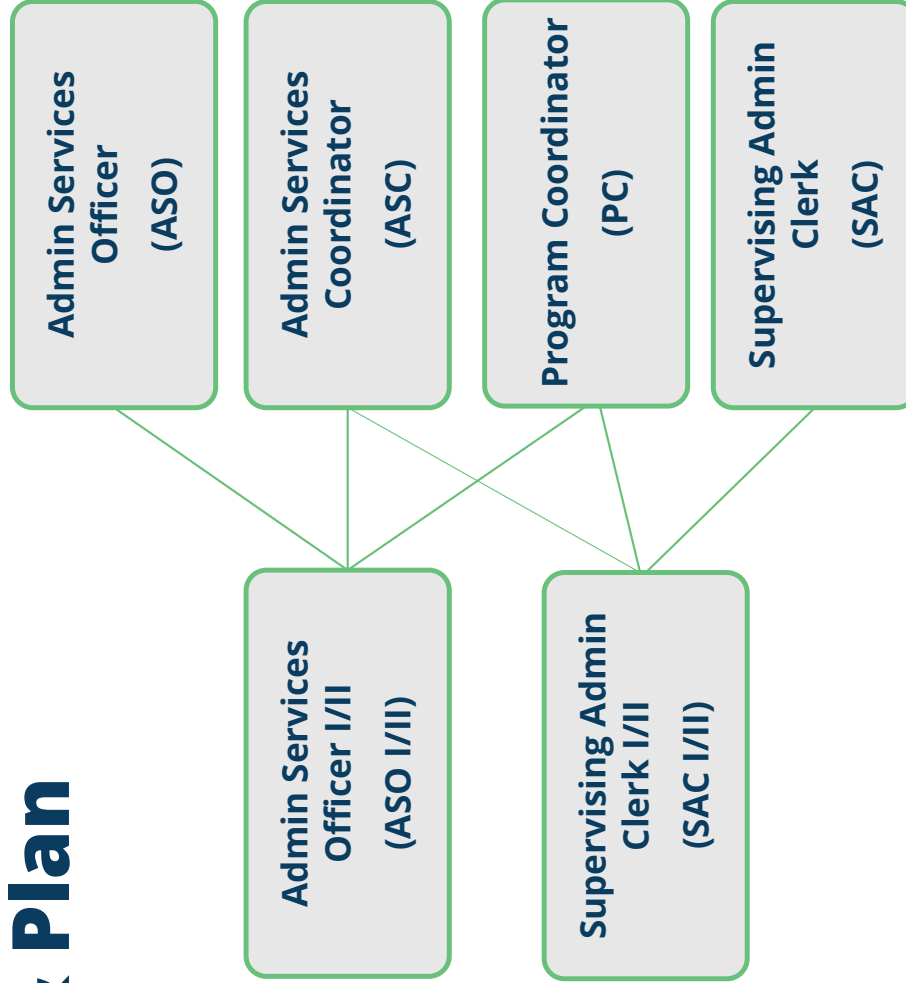 Plan
Admin Services
Officer I/II
(ASO I/II)
Supervising Admin
Clerk I/II
(SAC I/II)
Admin Services
Officer
(ASO)
Admin Services
Coordinator
(ASC)
Program Coordinator
(PC)
Supervising Admin
Clerk
(SAC)